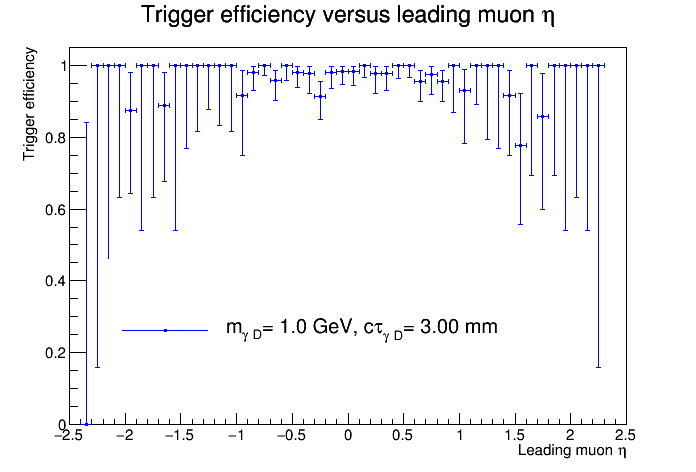 Trigger efficiency versus leading muon η
Trigger efficiency
1
0.8
0.6
0.4
0.2
0
mγ D= 1.0 GeV, cτγ D= 3.00 mm
−2.5 −2 −1.5 −1 −0.5 0 0.5 1 1.5 2 2.5
Leading muon η